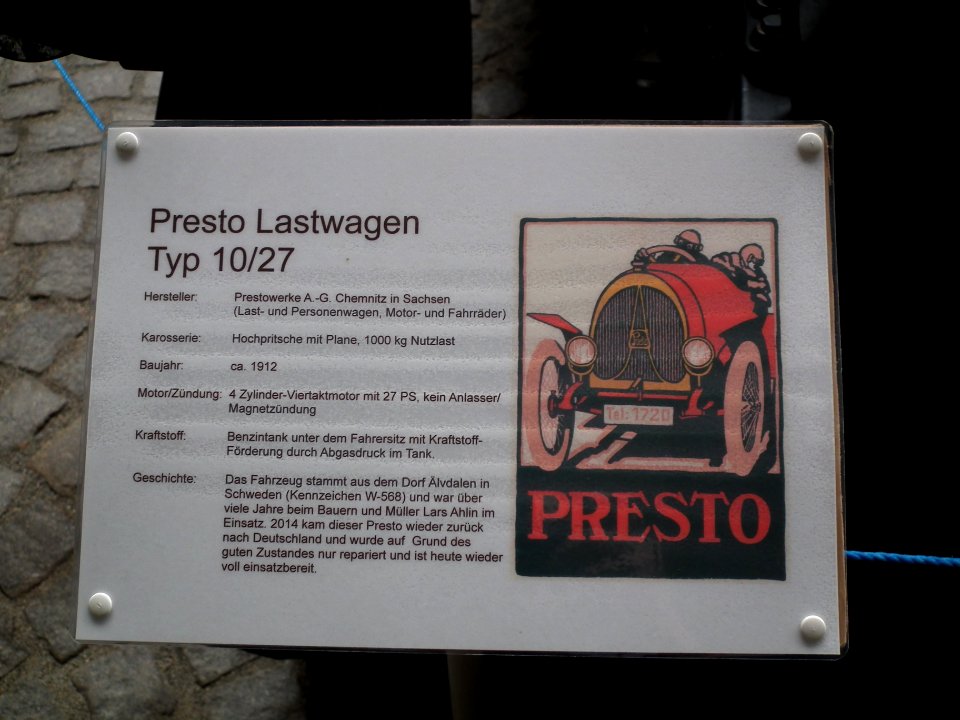 Presto Lastwagen
Typ 10/27
Hersteller: Prestowerke A.-G. Chemnitz in Sachsen
(Last- und Personenwagen, Motor- und Fahrräder)
Karosserie: Hochpritsche mit Plane, 1000 kg Nutzlast
Baujahr: ca. 1912
Motor/Zündung: 4 Zylinder-Viertaktmotor mit 27 PS, kein Anlasser/
Magnetzündung
Kraftstoff: Benzintank unter dem Fahrersitz mit Kraftstoff-
Förderung durch Abgasdruck im Tank.
Geschichte: Das Fahrzeug stammt aus dem Dorf Älvdalen in
Schweden (Kennzeichen W-568) und war über
viele Jahre beim Bauern und Müller Lars Ahlin im
Einsatz. 2014 kam dieser Presto wieder zurück
nach Deutschland und wurde auf Grund des
guten Zustandes nur repariert und ist heute wieder
voll einsatzbereit.
Tel: 1720
PRESTO